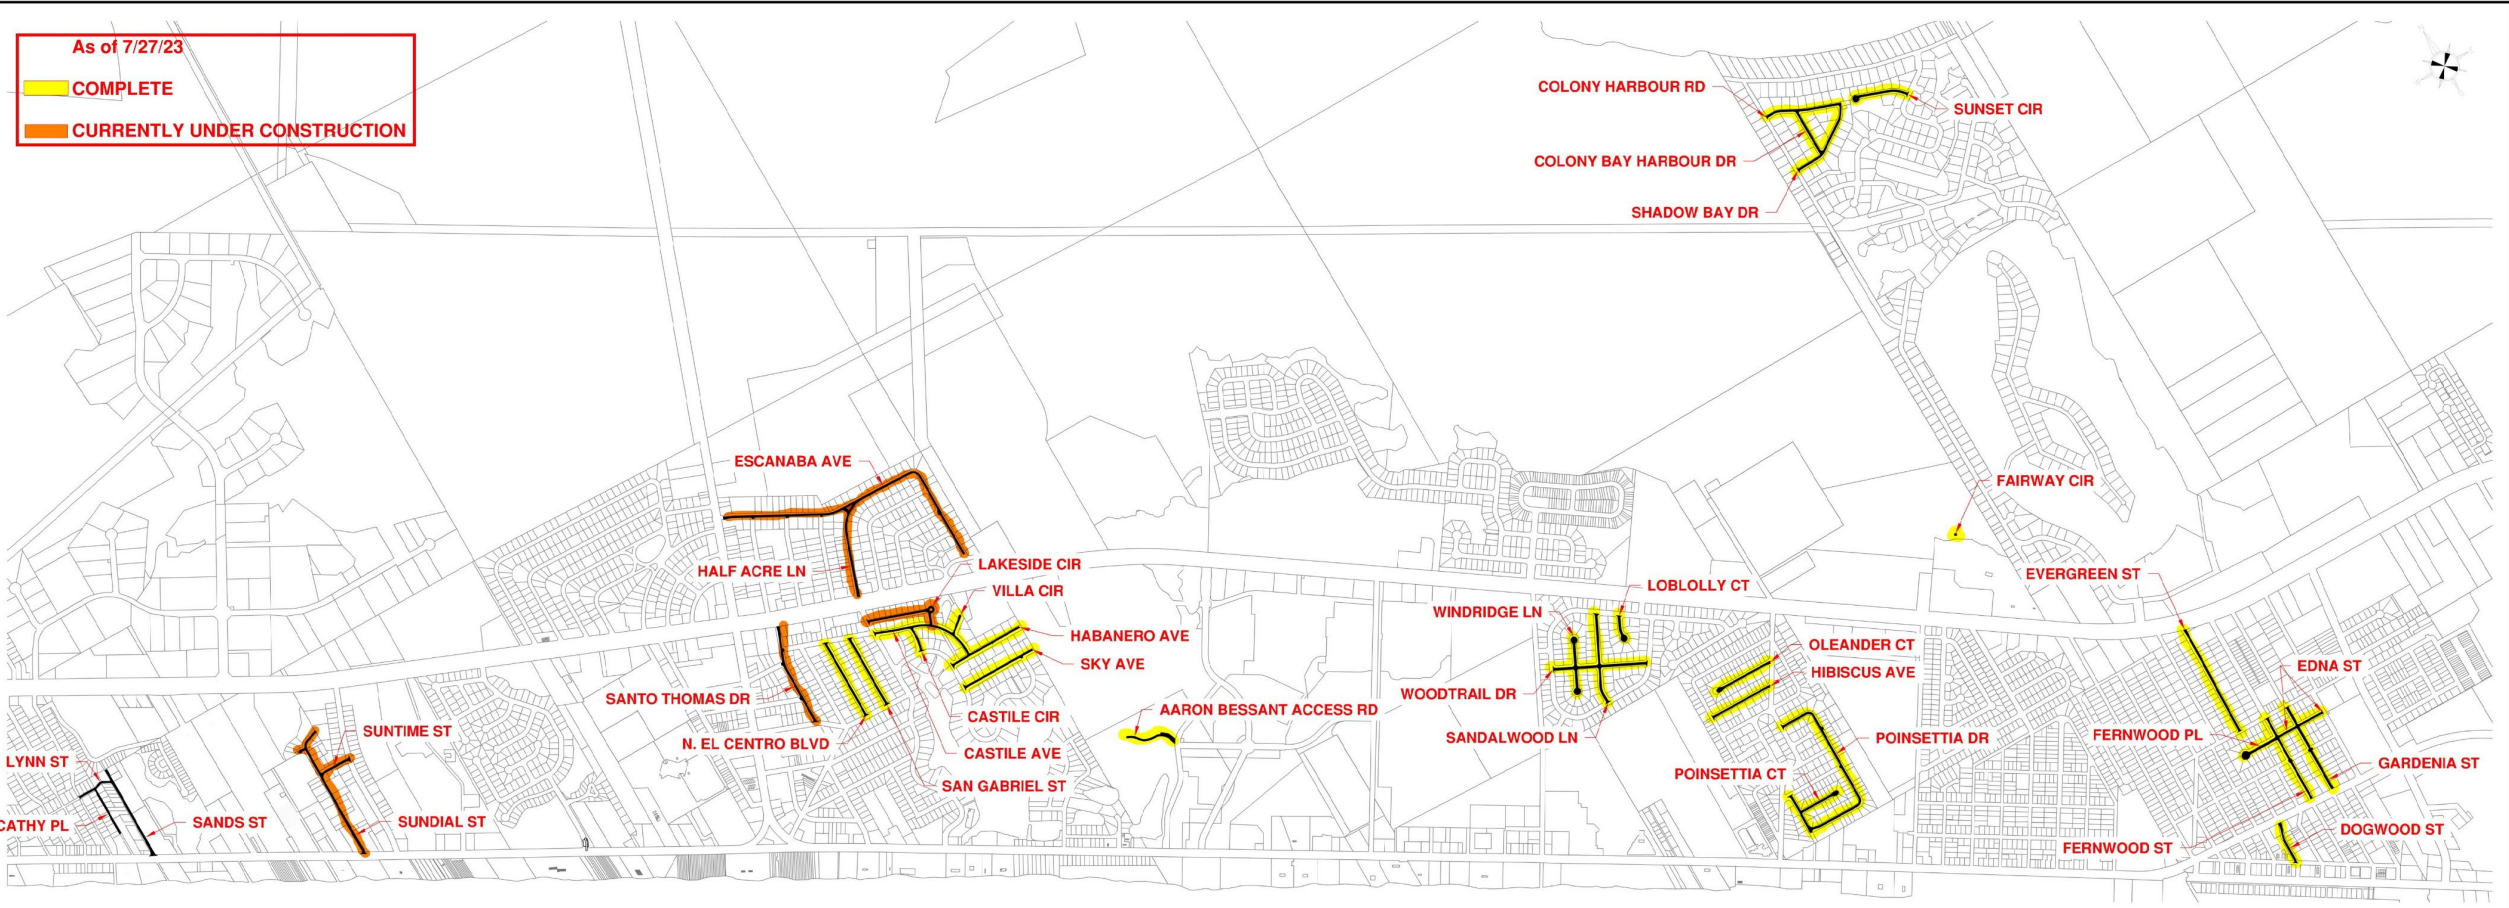 As of 7/27/23
COMPLETE
CURRENTLY UNDER CONSTRUCTION
COLONY HARBOUR RD
SUNSET CIR
COLONY BAY HARBOUR DR
SHADOW BAY DR
ESCANABA AVE
FAIRWAY CIR
HALF ACRE LN
LAKESIDE CIR
EVERGREEN ST
LOBLOLLY CT
VILLA CIR
WINDRIDGE LN
HABANERO AVE
OLEANDER CT
SKY AVE
EDNA ST
HIBISCUS AVE
SANTO THOMAS DR
WOODTRAIL DR
AARON BESSANT ACCESS RD
CASTILE CIR
SUNTIME ST
N. EL CENTRO BLVD
SANDALWOOD LN
POINSETTIA DR
FERNWOOD PL
CASTILE AVE
LYNN ST
GARDENIA ST
POINSETTIA CT
SAN GABRIEL ST
CATHY PL
SANDS ST
SUNDIAL ST
DOGWOOD ST
FERNWOOD ST